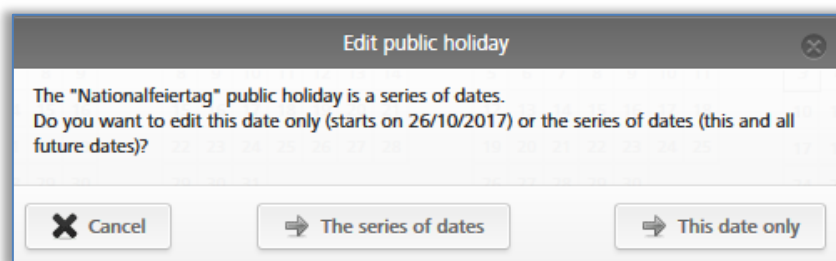 Edit public holiday
The "Nationalfeiertag" public holiday is a series of dates.
Do you want to edit this date only (starts on 26/10/2017) or the series of dates (this and all
future dates)?
Cancel
The series of dates
This date only